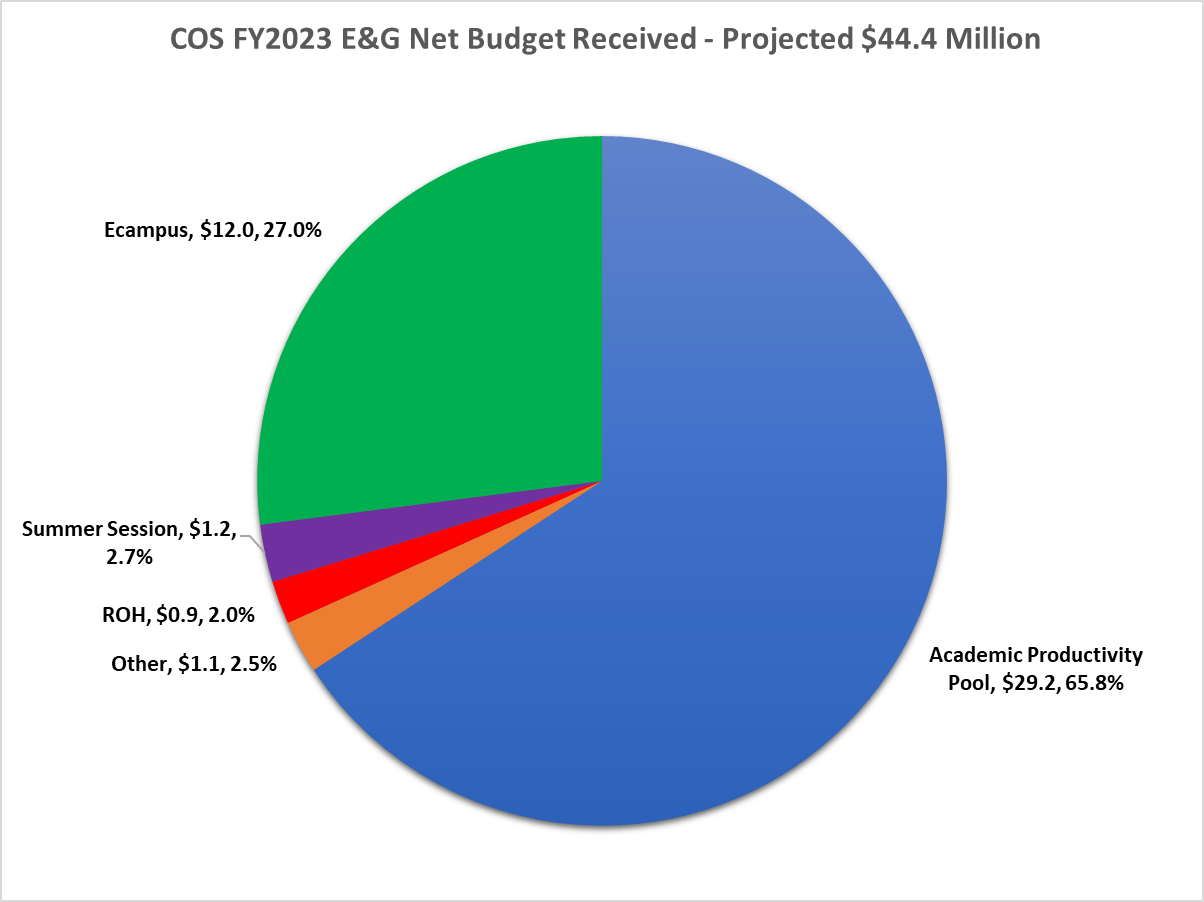 COS FY2023 E&G Net Budget Received - Projected $44.4 Million
Ecampus, $12.0, 27.0%
Summer Session, $1.2,
2.7%
ROH, $0.9, 2.0%
Other, $1.1, 2.5%
Academic Productivity
Pool, $29.2, 65.8%